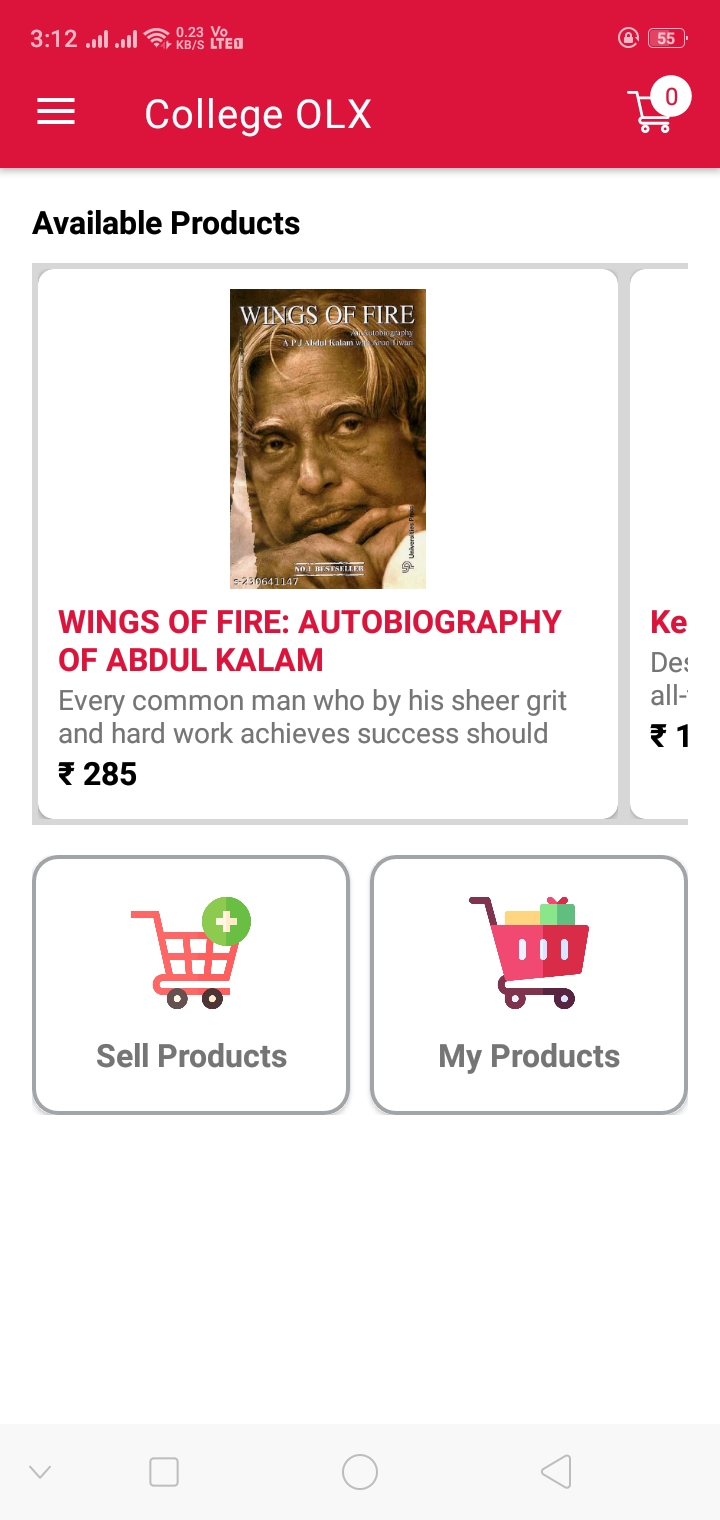 3:12
0.23
KB/S
Vo
LTE
55
College OLX
0
Available Products
WINGS OF FIRE
An Autobiography
A P J Abdul Kalam with Arun Tiwari
Universities Press
NO.1 BESTSELLER
s-230641147
WINGS OF FIRE: AUTOBIOGRAPHY
OF ABDUL KALAM
Every common man who by his sheer grit
and hard work achieves success should
₹ 285
Ke
Des
all-
₹ 1
Sell Products
My Products